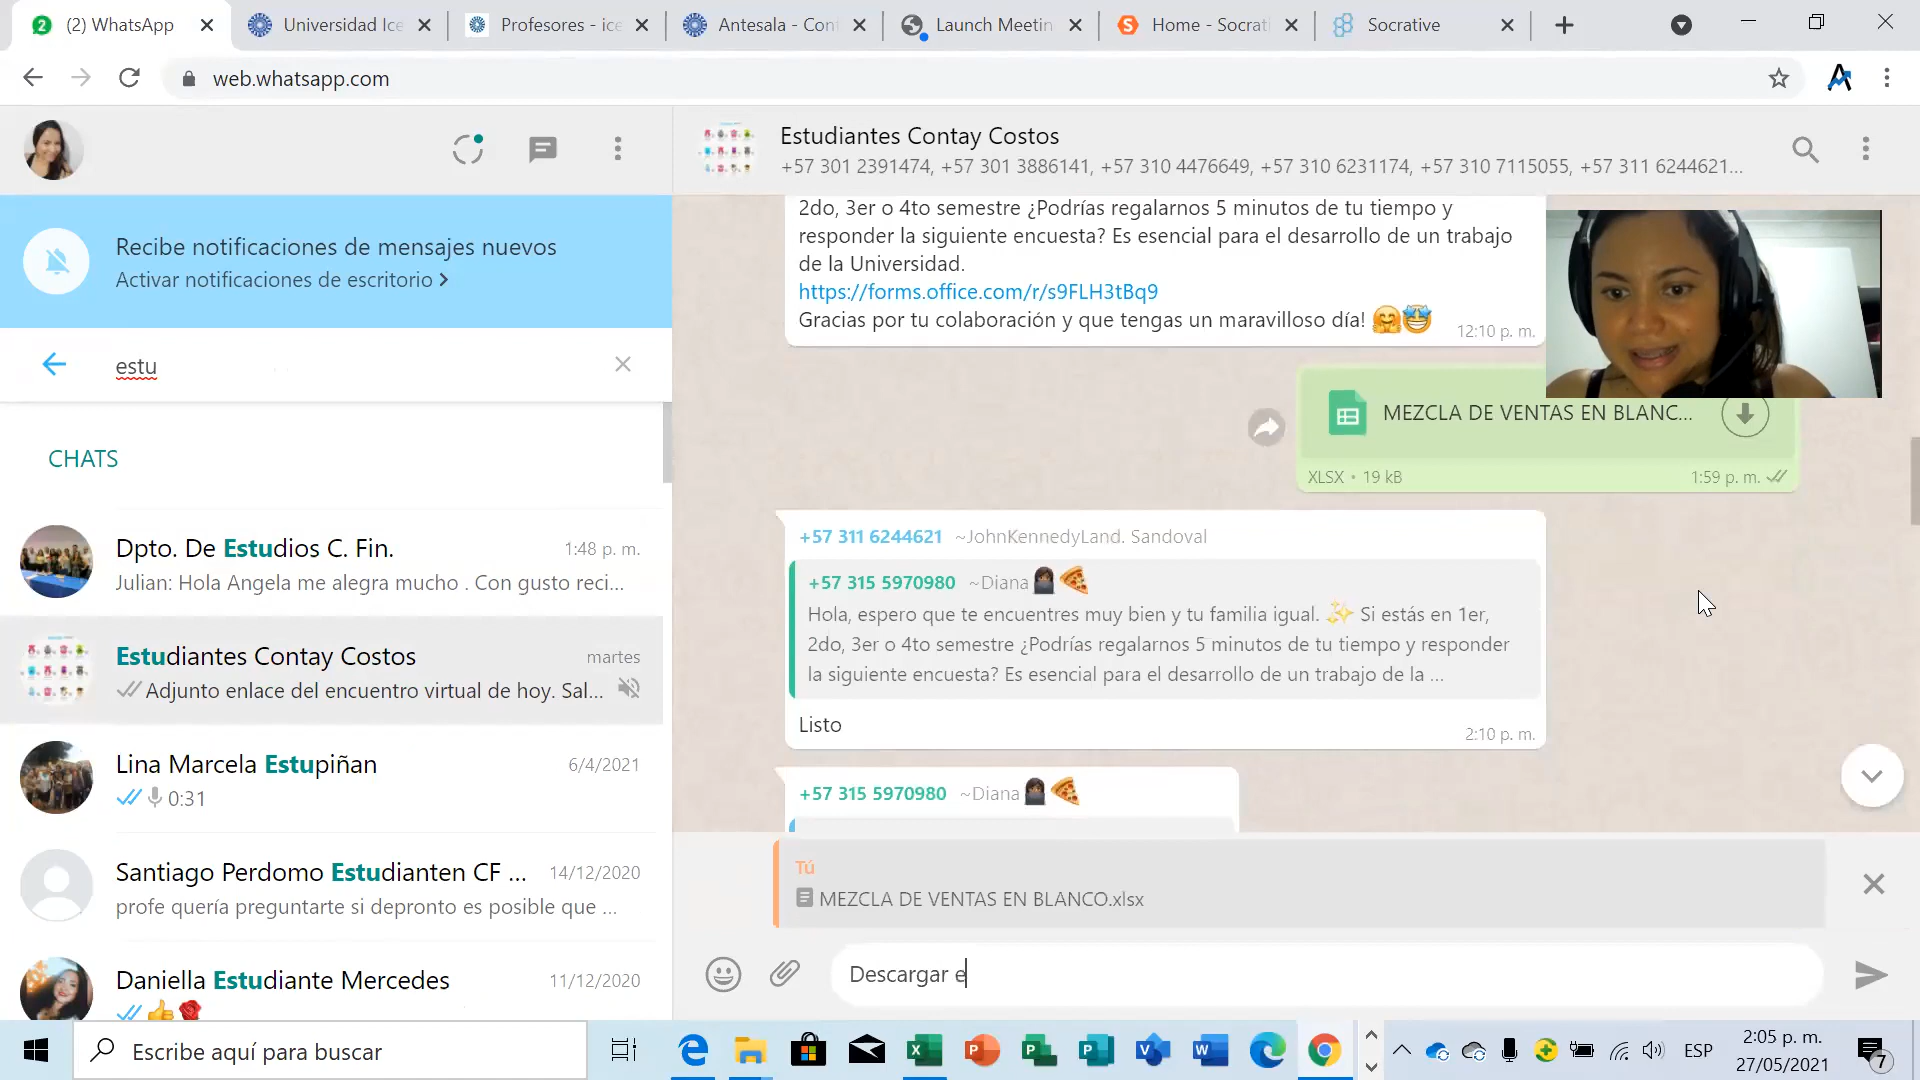 (2) WhatsApp
Universidad Ice
Profesores - ice
Antesala - Con
Launch Meetin
Home - Socrat
Socrative
web.whatsapp.com
Recibe notificaciones de mensajes nuevos
Activar notificaciones de escritorio
estu
CHATS
Dpto. De Estudios C. Fin.
1:48 p. m.
Julian: Hola Angela me alegra mucho . Con gusto reci...
Estudiantes Contay Costos
martes
Adjunto enlace del encuentro virtual de hoy. Sal...
Lina Marcela Estupiñan
6/4/2021
0:31
Santiago Perdomo Estudianten CF ...
14/12/2020
profe quería preguntarte si depronto es posible que ...
Daniella Estudiante Mercedes
11/12/2020
Estudiantes Contay Costos
+57 301 2391474, +57 301 3886141, +57 310 4476649, +57 310 6231174, +57 310 7115055, +57 311 6244621...
2do, 3er o 4to semestre ¿Podrías regalarnos 5 minutos de tu tiempo y
responder la siguiente encuesta? Es esencial para el desarrollo de un trabajo
de la Universidad.
https://forms.office.com/r/s9FLH3tBq9
Gracias por tu colaboración y que tengas un maravilloso día! 🤗🤩
12:10 p. m.
MEZCLA DE VENTAS EN BLANC...
XLSX • 19 kB
1:59 p. m.
+57 311 6244621 ~JohnKennedyLand. Sandoval
+57 315 5970980 ~Diana
Hola, espero que te encuentres muy bien y tu familia igual. ✨ Si estás en 1er,
2do, 3er o 4to semestre ¿Podrías regalarnos 5 minutos de tu tiempo y responder
la siguiente encuesta? Es esencial para el desarrollo de un trabajo de la ...
Listo
2:10 p. m.
+57 315 5970980 ~Diana
Tú
MEZCLA DE VENTAS EN BLANCO.xlsx
Descargar e
Escribe aquí para buscar
ESP
2:05 p. m.
27/05/2021
7